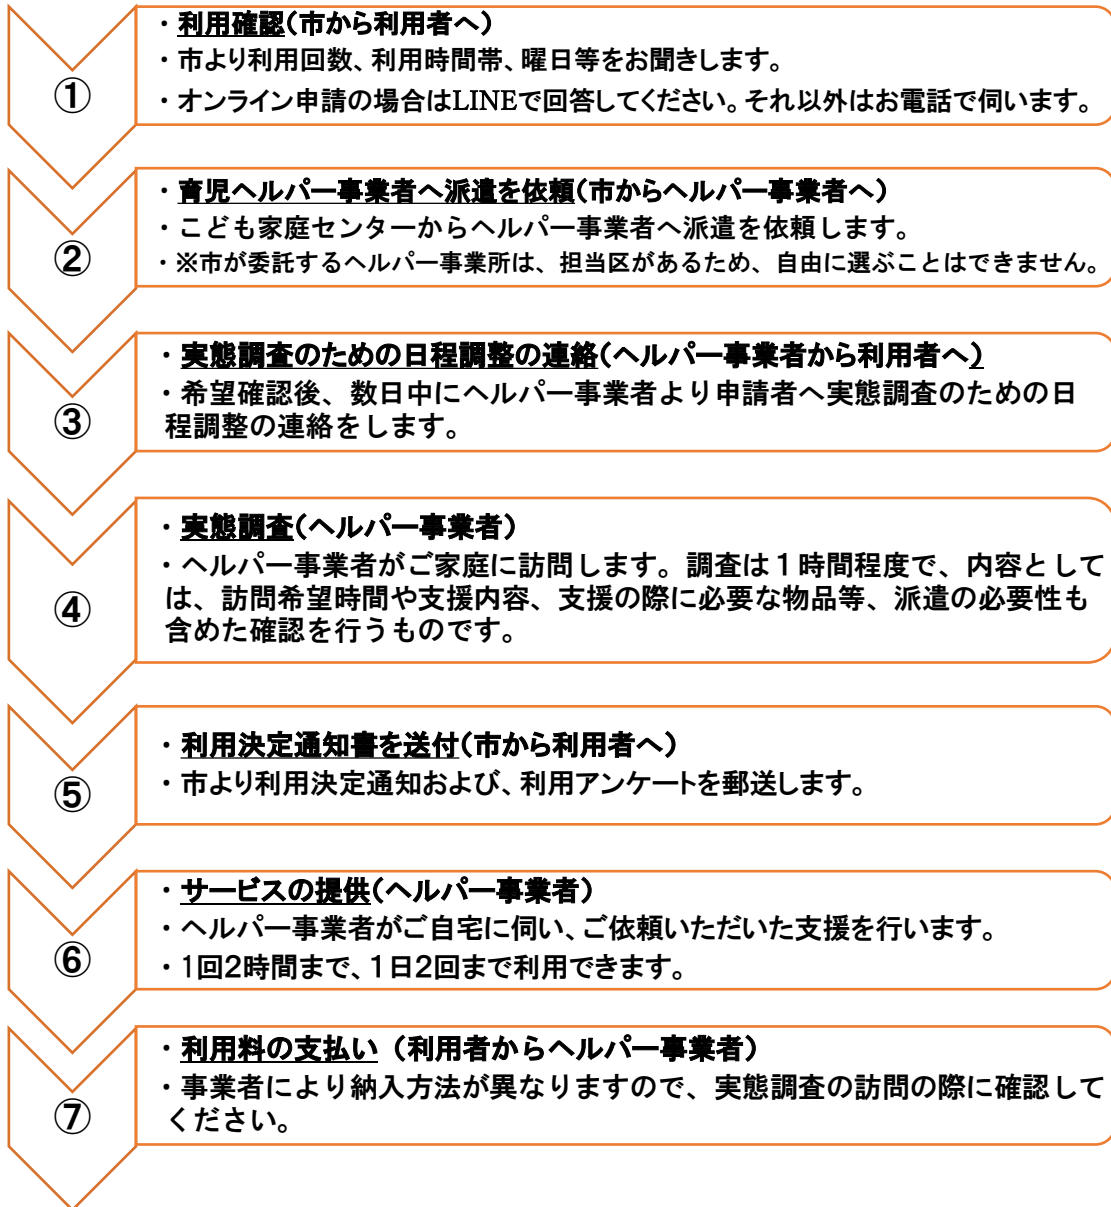 ①
・利用確認(市から利用者へ)
・市より利用回数、利用時間帯、曜日等をお聞きします。
・オンライン申請の場合はLINEで回答してください。それ以外はお電話で伺います。
②
・育児ヘルパー事業者へ派遣を依頼(市からヘルパー事業者へ)
・こども家庭センターからヘルパー事業者へ派遣を依頼します。
・※市が委託するヘルパー事業所は、担当区があるため、自由に選ぶことはできません。
③
・実態調査のための日程調整の連絡(ヘルパー事業者から利用者へ)
・希望確認後、数日中にヘルパー事業者より申請者へ実態調査のための日
程調整の連絡をします。
④
・実態調査(ヘルパー事業者)
・ヘルパー事業者がご家庭に訪問します。調査は１時間程度で、内容として
は、訪問希望時間や支援内容、支援の際に必要な物品等、派遣の必要性も
含めた確認を行うものです。
⑤
・利用決定通知書を送付(市から利用者へ)
・市より利用決定通知および、利用アンケートを郵送します。
⑥
・サービスの提供(ヘルパー事業者)
・ヘルパー事業者がご自宅に伺い、ご依頼いただいた支援を行います。
・1回2時間まで、1日2回まで利用できます。
⑦
・利用料の支払い（利用者からヘルパー事業者）
・事業者により納入方法が異なりますので、実態調査の訪問の際に確認して
ください。